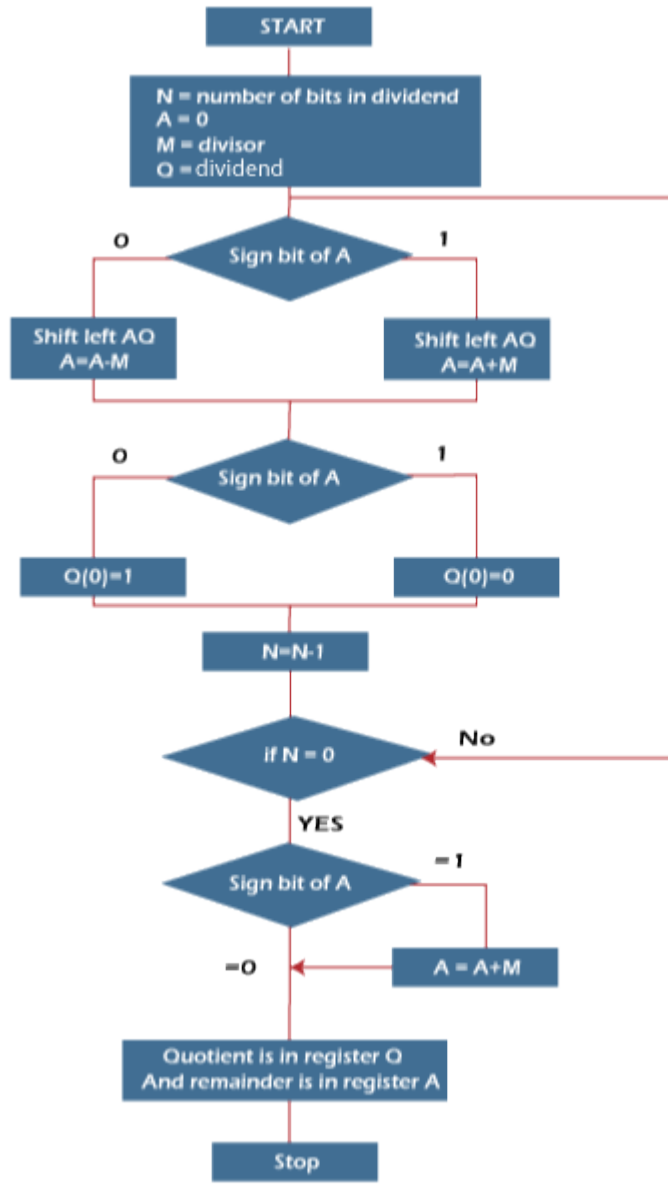 START
N = number of bits in dividend
A = 0
M = divisor
Q = dividend
0
Sign bit of A
1
Shift left AQ
A=A-M
Shift left AQ
A=A+M
0
Sign bit of A
1
Q(0)=1
Q(0)=0
N=N-1
if N = 0
No
YES
Sign bit of A
=1
=0
A = A+M
Quotient is in register Q
And remainder is in register A
Stop